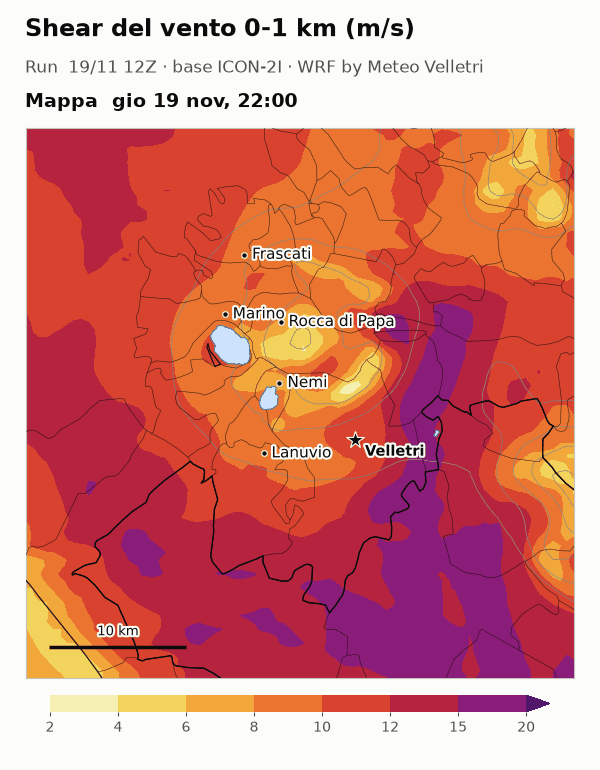 Shear del vento 0-1 km (m/s)
Run  19/11 12Z · base ICON-2I · WRF by Meteo Velletri
Mappa  gio 19 nov, 22:00
Frascati
Marino
Rocca di Papa
Nemi
Velletri
Lanuvio
10 km
2 4 6 8 10 12 15 20